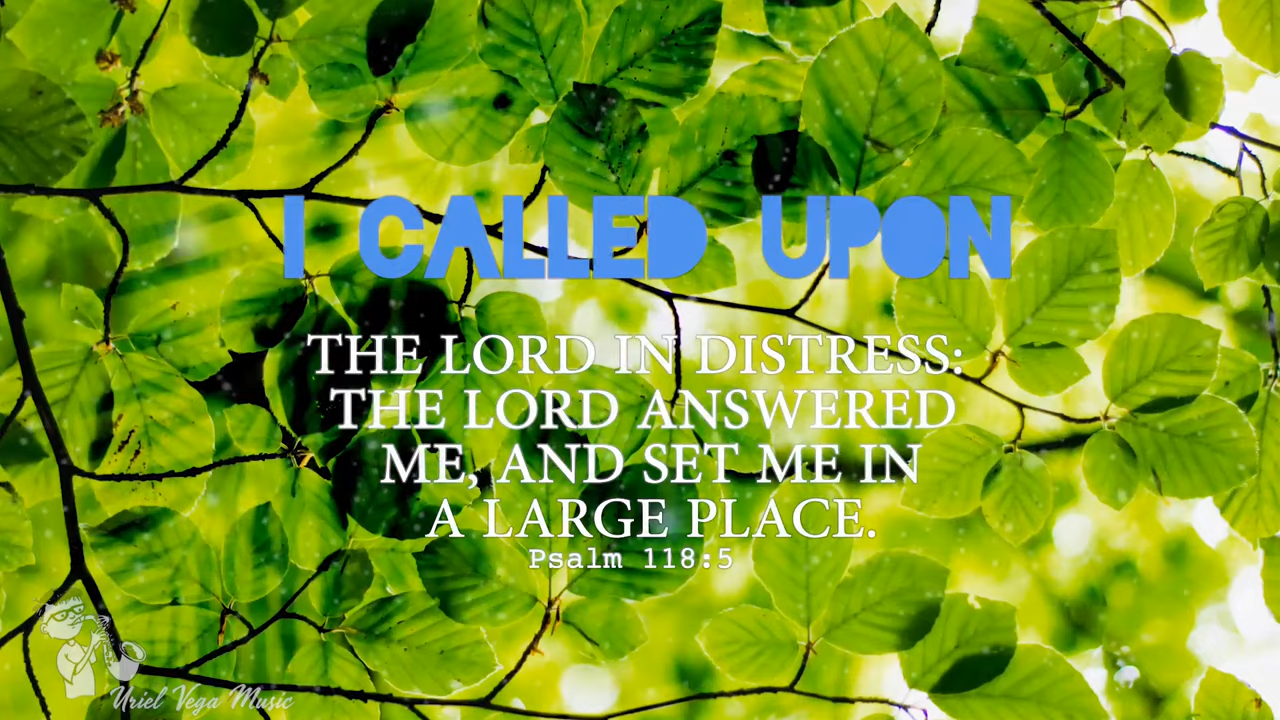 I CALLED UPON
THE LORD IN DISTRESS:
THE LORD ANSWERED
ME, AND SET ME IN
A LARGE PLACE.
Psalm 118:5
Uriel Vega Music